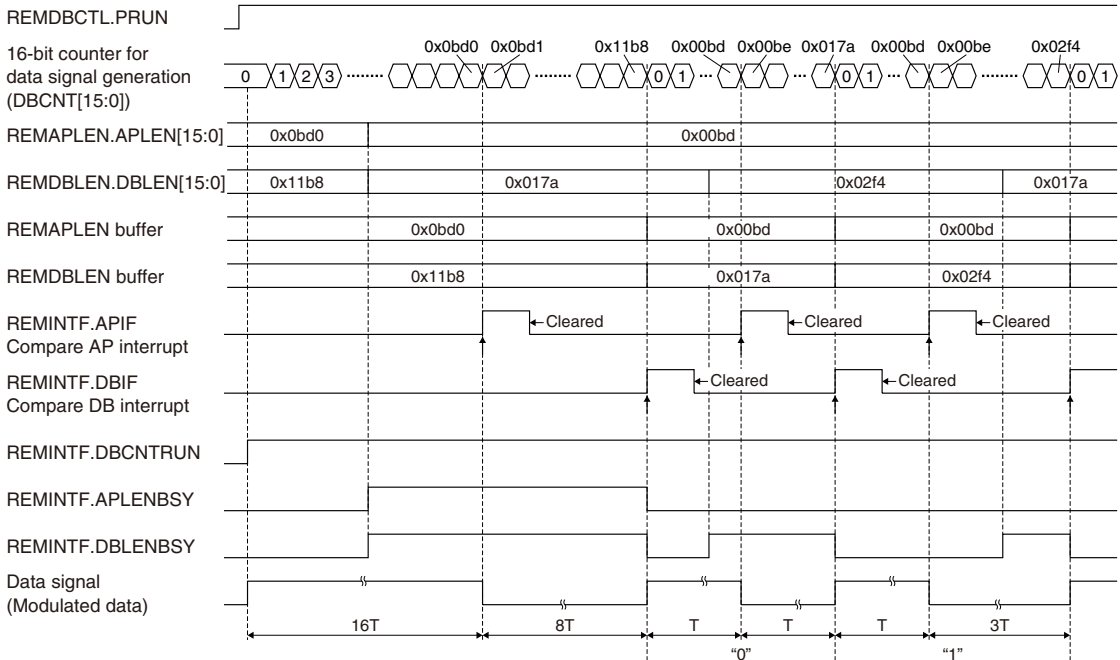 REMDBCTL.PRUN
16-bit counter for
data signal generation
(DBCNT[15:0])
0x0bd0 0x0bd1 0x11b8 0x00bd 0x00be 0x017a 0x00bd 0x00be 0x02f4
0 1 2 3 0 1 0 1 0 1
REMAPLEN.APLEN[15:0] 0x0bd0 0x00bd
REMDBLEN.DBLEN[15:0] 0x11b8 0x017a 0x02f4 0x017a
REMAPLEN buffer 0x0bd0 0x00bd 0x00bd
REMDBLEN buffer 0x11b8 0x017a 0x02f4
REMINTF.APIF Cleared Cleared Cleared
Compare AP interrupt
REMINTF.DBIF Cleared Cleared
Compare DB interrupt
REMINTF.DBCNTRUN
REMINTF.APLENBSY
REMINTF.DBLENBSY
Data signal
(Modulated data)
16T 8T T T T 3T
“0” “1”